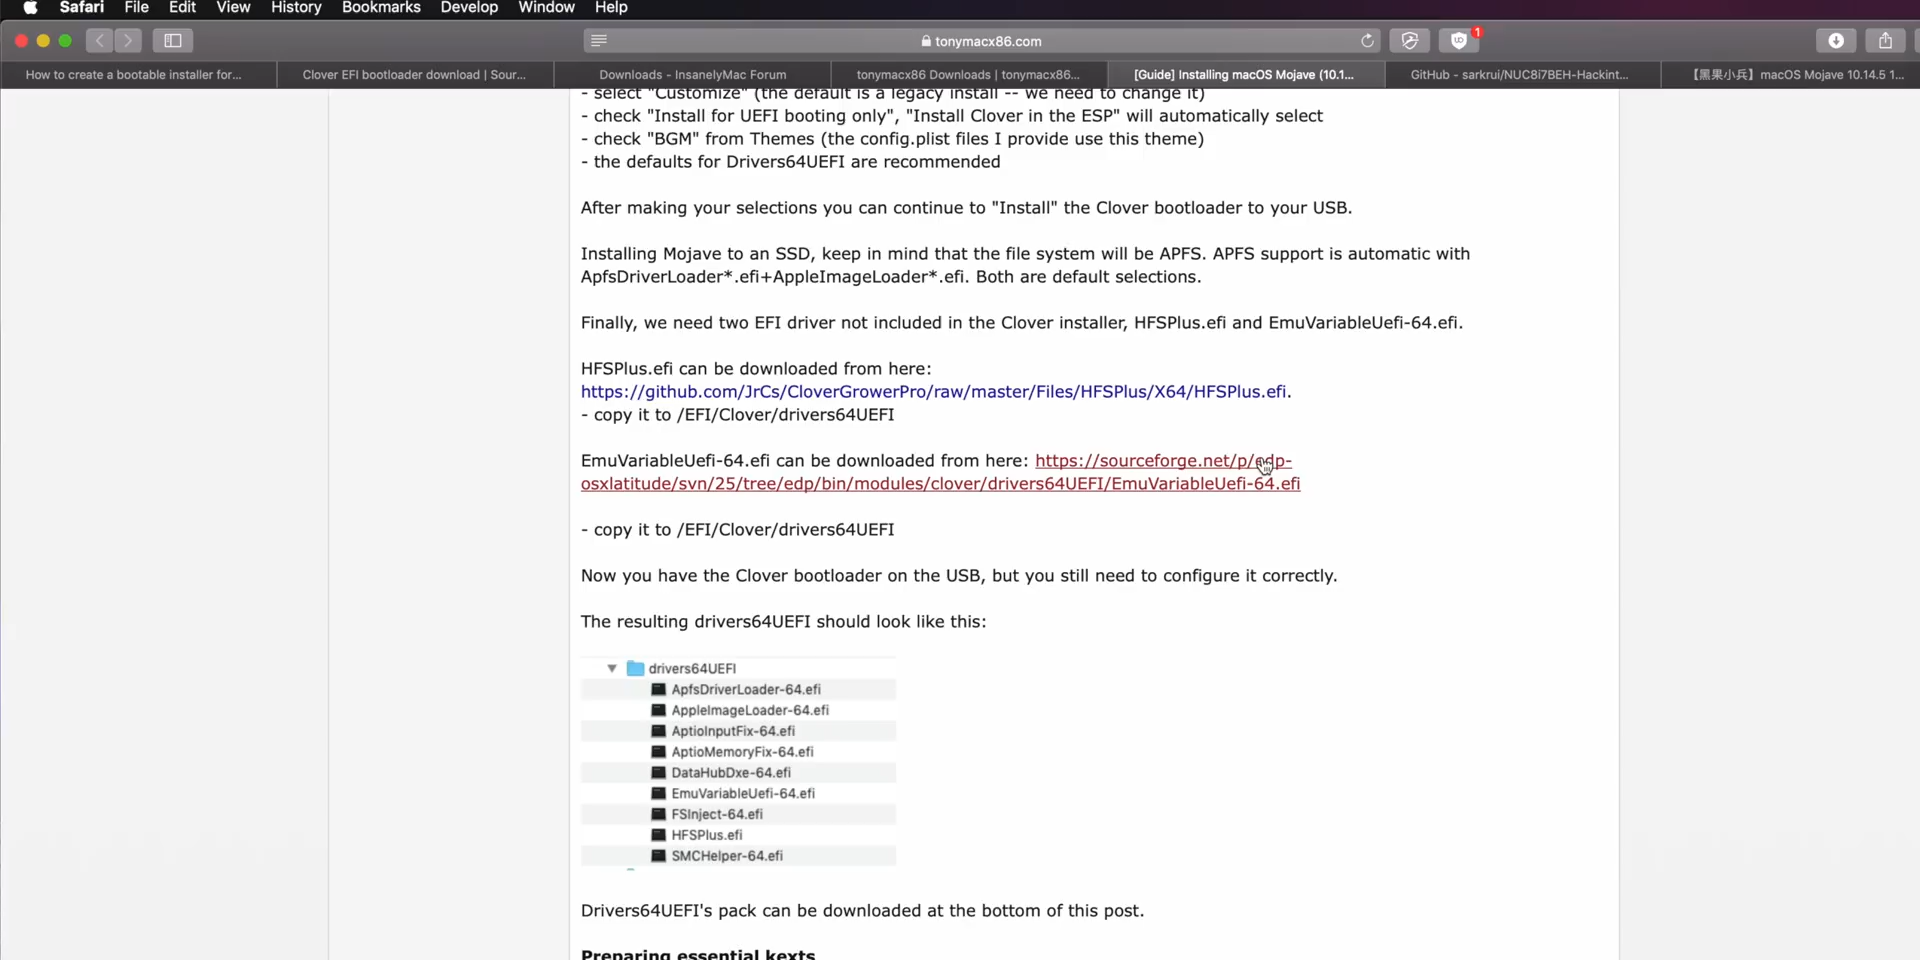 Safari File Edit View History Bookmarks Develop Window Help
tonymacx86.com
1
How to create a bootable installer for...
Clover EFI bootloader download | Sour...
Downloads - InsanelyMac Forum
tonymacx86 Downloads | tonymacx86...
[Guide] Installing macOS Mojave (10.1...
GitHub - sarkrui/NUC8i7BEH-Hackint...
【黑果小兵】macOS Mojave 10.14.5 1...
- select "Customize" (the default is a legacy install -- we need to change it)
- check "Install for UEFI booting only", "Install Clover in the ESP" will automatically select
- check "BGM" from Themes (the config.plist files I provide use this theme)
- the defaults for Drivers64UEFI are recommended
After making your selections you can continue to "Install" the Clover bootloader to your USB.
Installing Mojave to an SSD, keep in mind that the file system will be APFS. APFS support is automatic with
ApfsDriverLoader*.efi+AppleImageLoader*.efi. Both are default selections.
Finally, we need two EFI driver not included in the Clover installer, HFSPlus.efi and EmuVariableUefi-64.efi.
HFSPlus.efi can be downloaded from here:
https://github.com/JrCs/CloverGrowerPro/raw/master/Files/HFSPlus/X64/HFSPlus.efi.
- copy it to /EFI/Clover/drivers64UEFI
EmuVariableUefi-64.efi can be downloaded from here: https://sourceforge.net/p/edp-
osxlatitude/svn/25/tree/edp/bin/modules/clover/drivers64UEFI/EmuVariableUefi-64.efi
- copy it to /EFI/Clover/drivers64UEFI
Now you have the Clover bootloader on the USB, but you still need to configure it correctly.
The resulting drivers64UEFI should look like this:
drivers64UEFI
ApfsDriverLoader-64.efi
AppleImageLoader-64.efi
AptioInputFix-64.efi
AptioMemoryFix-64.efi
DataHubDxe-64.efi
EmuVariableUefi-64.efi
FSInject-64.efi
HFSPlus.efi
SMCHelper-64.efi
Drivers64UEFI's pack can be downloaded at the bottom of this post.
Preparing essential kexts